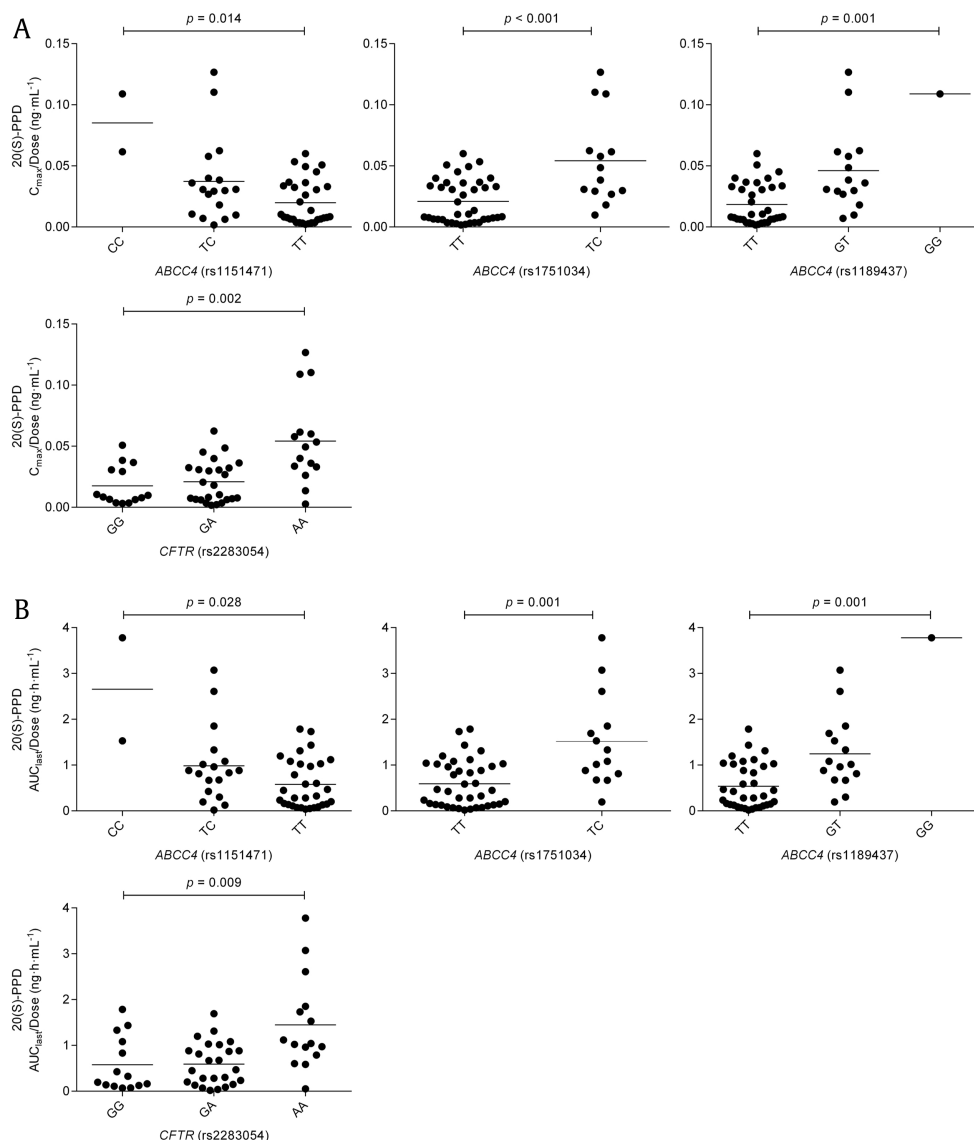 A
p = 0.014
20(S)-PPD
Cmax/Dose (ng·mL⁻¹)
0.15
0.10
0.05
0.00
CC
TC
TT
ABCC4 (rs1151471)
p < 0.001
0.15
0.10
0.05
0.00
TT
TC
ABCC4 (rs1751034)
p = 0.001
0.15
0.10
0.05
0.00
TT
GT
GG
ABCC4 (rs1189437)
p = 0.002
20(S)-PPD
Cmax/Dose (ng·mL⁻¹)
0.15
0.10
0.05
0.00
GG
GA
AA
CFTR (rs2283054)
B
p = 0.028
20(S)-PPD
AUClast/Dose (ng·h·mL⁻¹)
4
3
2
1
0
CC
TC
TT
ABCC4 (rs1151471)
p = 0.001
4
3
2
1
0
TT
TC
ABCC4 (rs1751034)
p = 0.001
4
3
2
1
0
TT
GT
GG
ABCC4 (rs1189437)
p = 0.009
20(S)-PPD
AUClast/Dose (ng·h·mL⁻¹)
4
3
2
1
0
GG
GA
AA
CFTR (rs2283054)